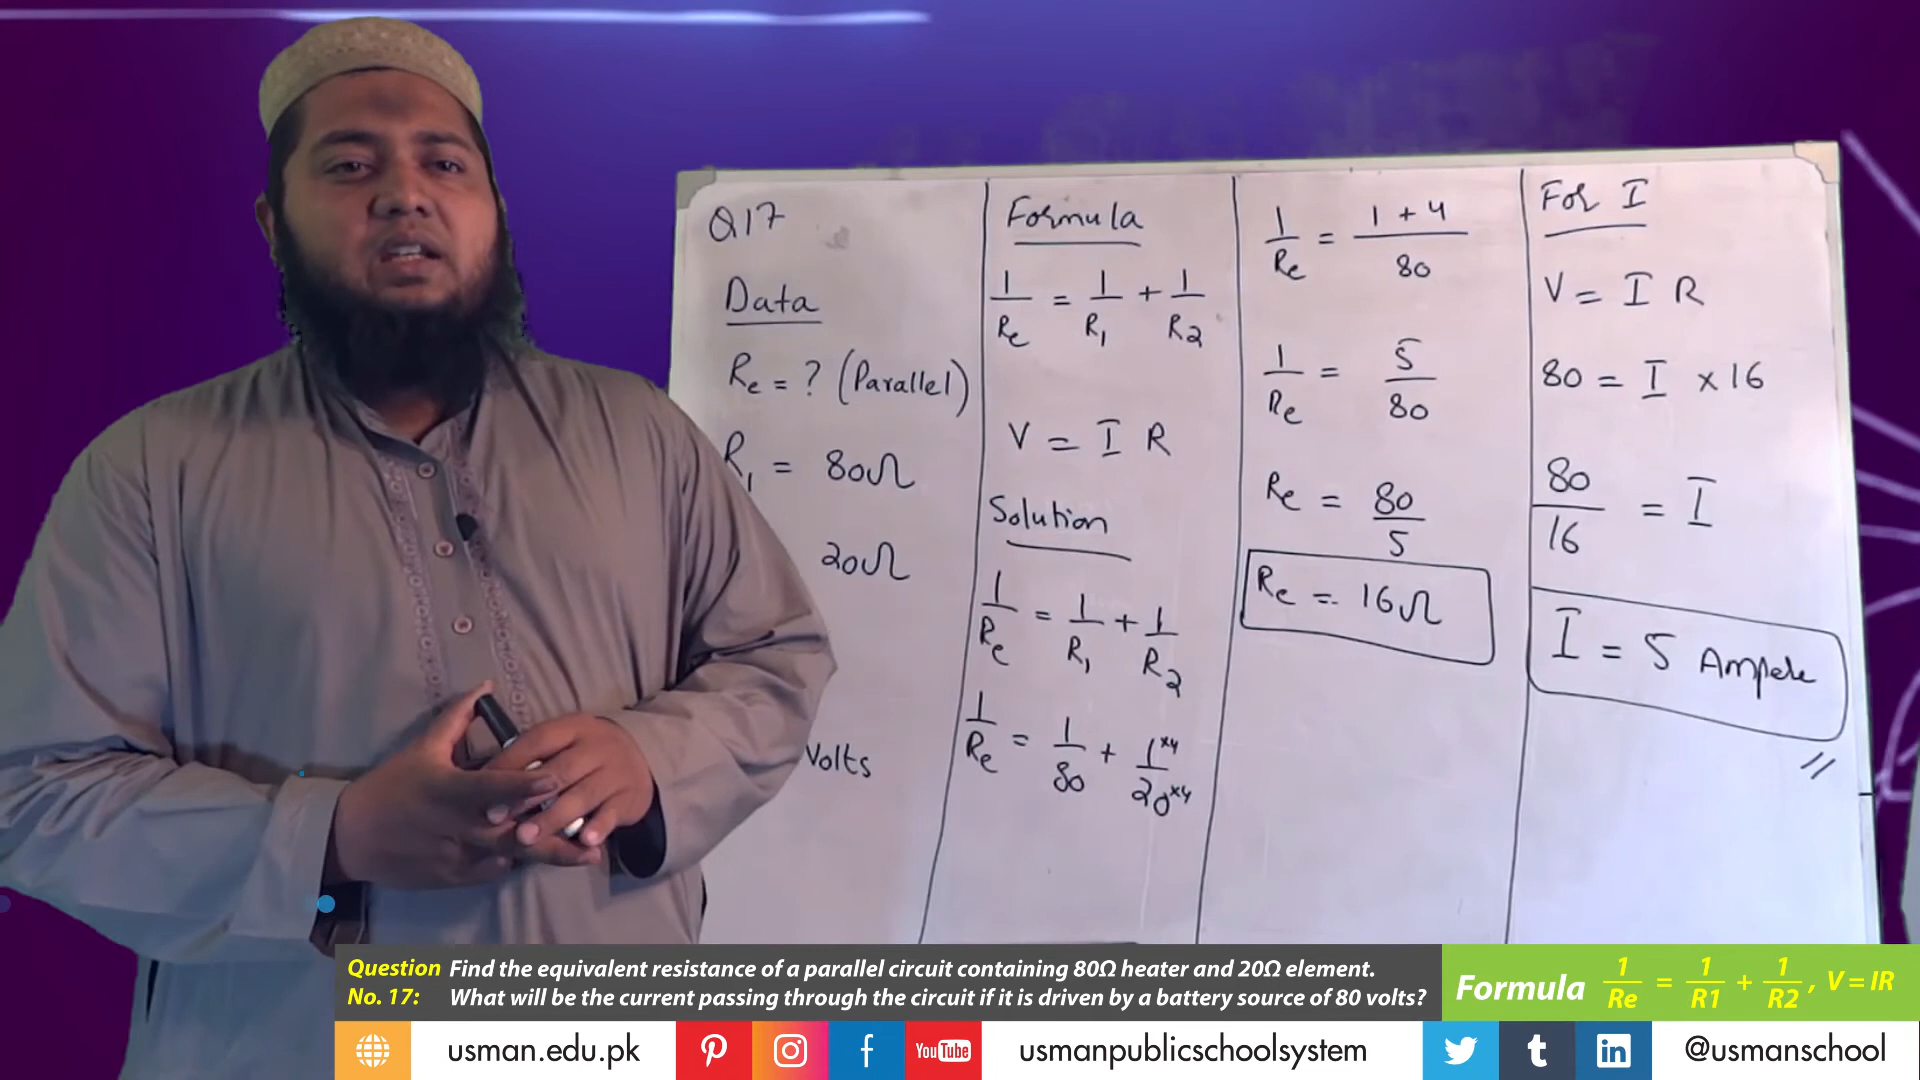 Q17
Data
Re = ? (Parallel)
R1 = 80Ω
20Ω
Volts
Formula
1/Re = 1/R1 + 1/R2
V = I R
Solution
1/Re = 1/R1 + 1/R2
1/Re = 1/80 + 1×4/20×4
1/Re = 1 + 4/80
1/Re = 5/80
Re = 80/5
Re = 16Ω
For I
V = I R
80 = I × 16
80/16 = I
I = 5 Ampere
Question No. 17:
Find the equivalent resistance of a parallel circuit containing 80Ω heater and 20Ω element.
What will be the current passing through the circuit if it is driven by a battery source of 80 volts?
Formula 1/Re = 1/R1 + 1/R2 , V = IR
usman.edu.pk
You Tube
usmanpublicschoolsystem
@usmanschool